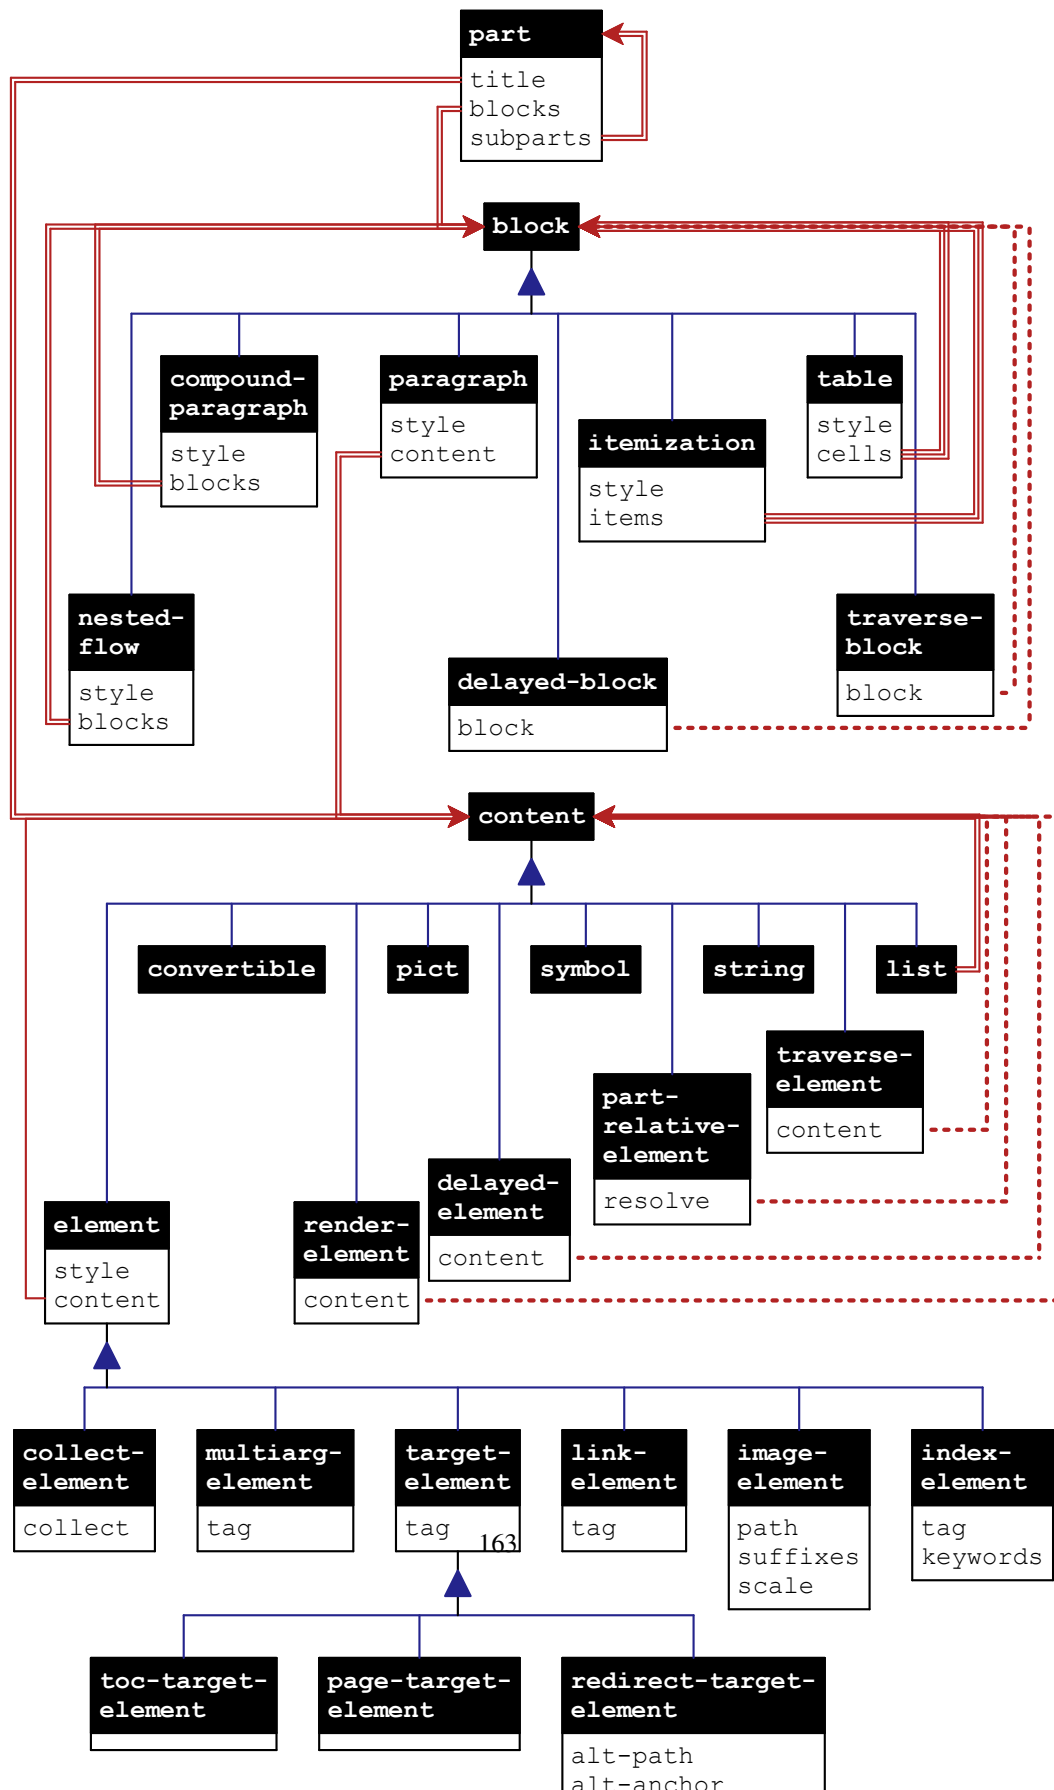 part
title
blocks
subparts
block
compound-
paragraph
style
blocks
paragraph
style
content
itemization
style
items
table
style
cells
nested-
flow
style
blocks
delayed-block
block
traverse-
block
block
content
convertible
pict
symbol
string
list
traverse-
element
content
part-
relative-
element
resolve
delayed-
element
content
element
style
content
render-
element
content
collect-
element
collect
multiarg-
element
tag
target-
element
tag
163
link-
element
tag
image-
element
path
suffixes
scale
index-
element
tag
keywords
toc-target-
element
page-target-
element
redirect-target-
element
alt-path
alt-anchor